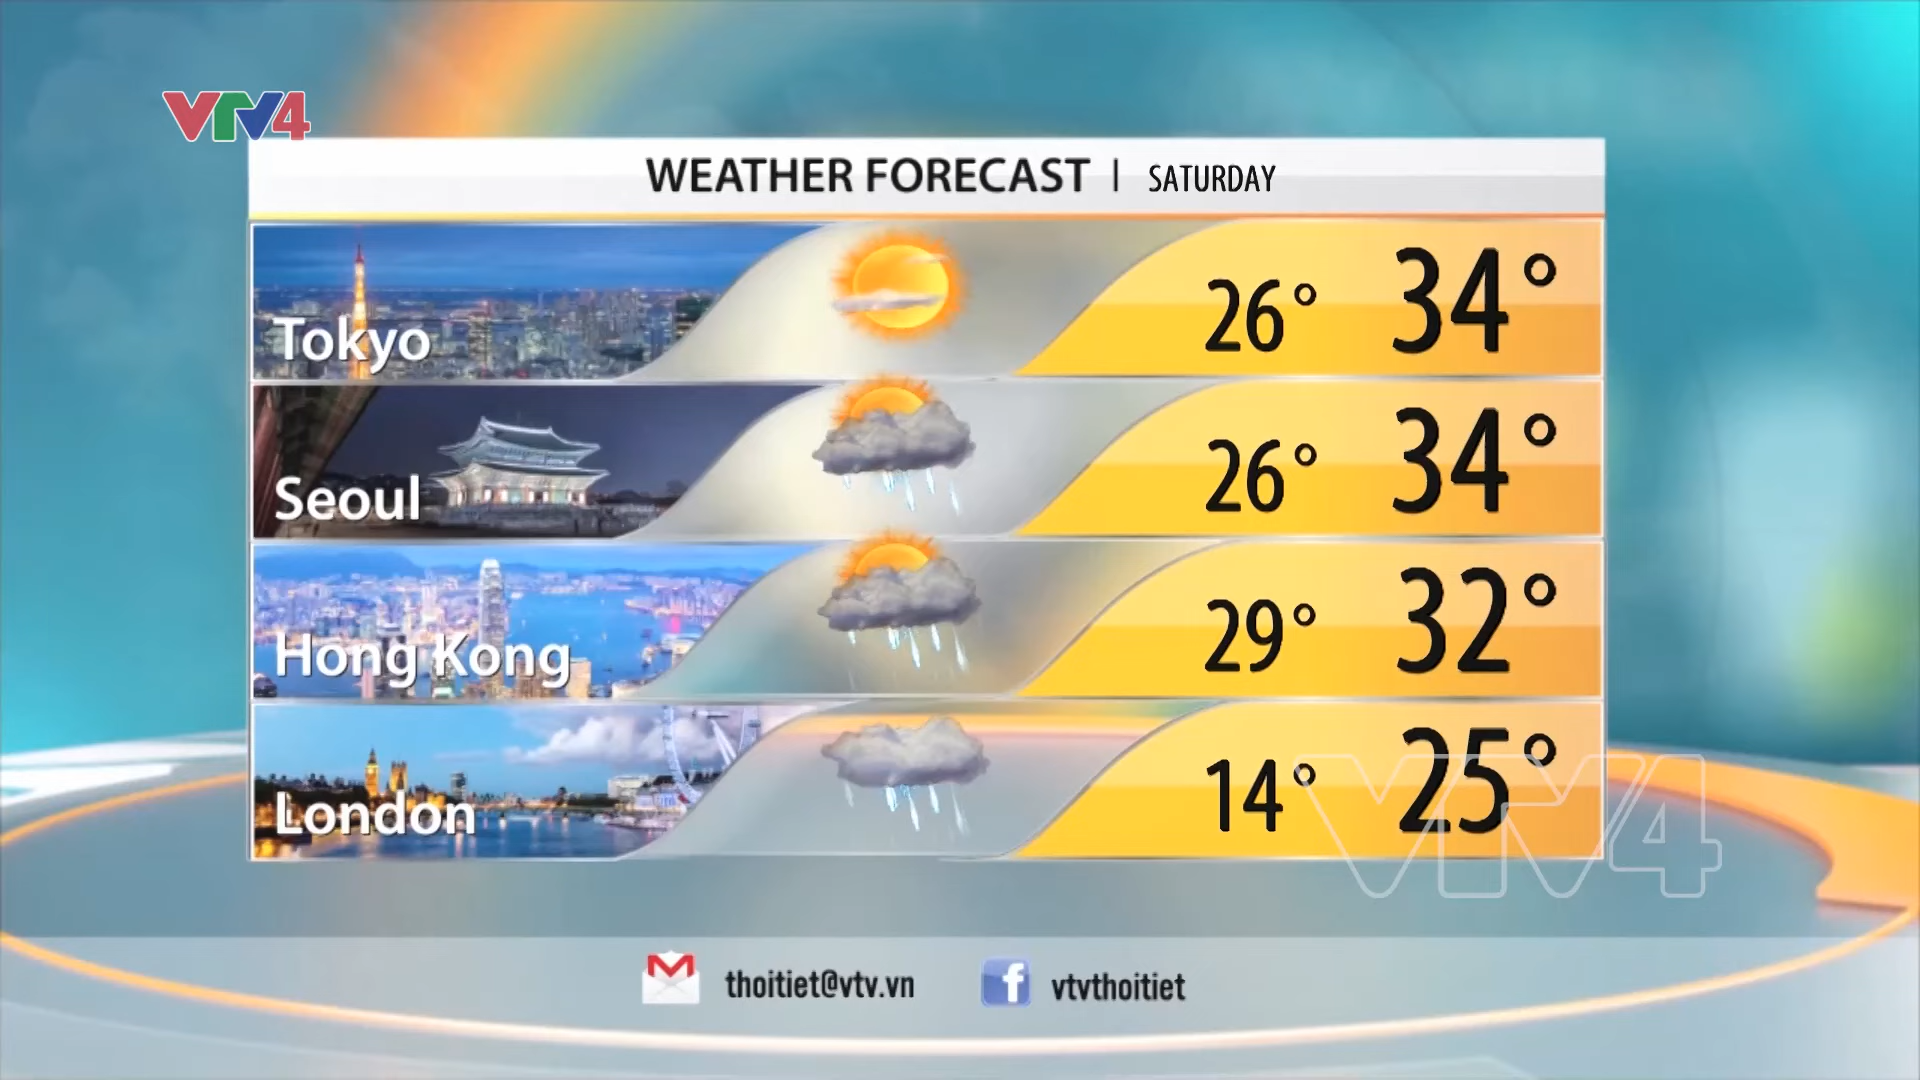 VTV4
WEATHER FORECAST | SATURDAY
Tokyo 26° 34°
Seoul 26° 34°
Hong Kong 29° 32°
London 14° 25°
VTV4
thoitiet@vtv.vn vtvthoitiet